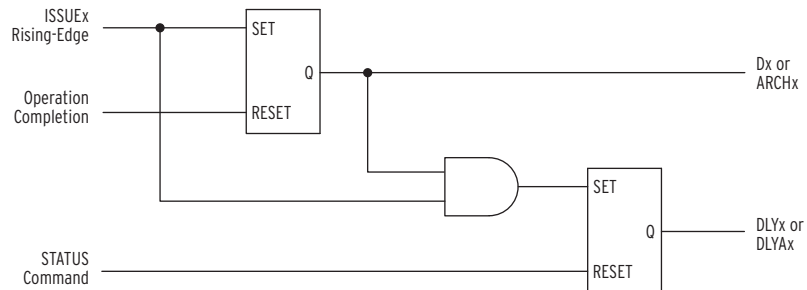 ISSUEx
Rising-Edge
SET
Q
RESET
Operation
Completion
Dx or
ARCHx
SET
Q
RESET
DLYx or
DLYAx
STATUS
Command